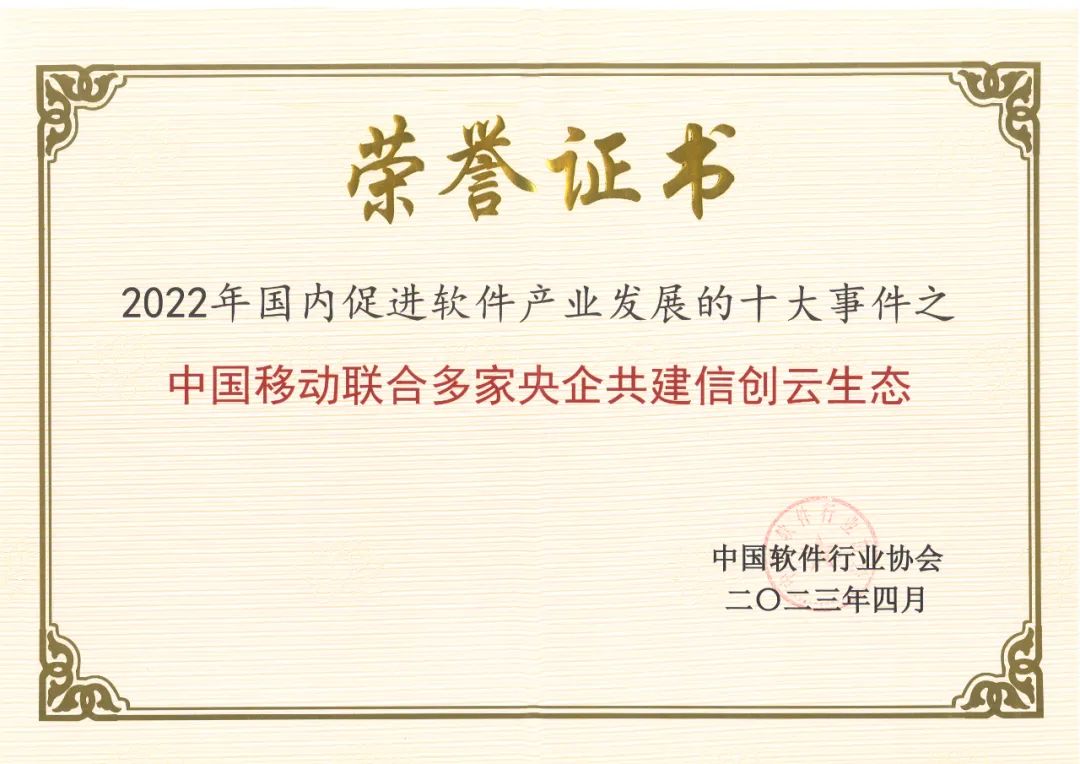 荣誉证书
2022年国内促进软件产业发展的十大事件之
中国移动联合多家央企共建信创云生态
中国软件行业协会
二〇二三年四月